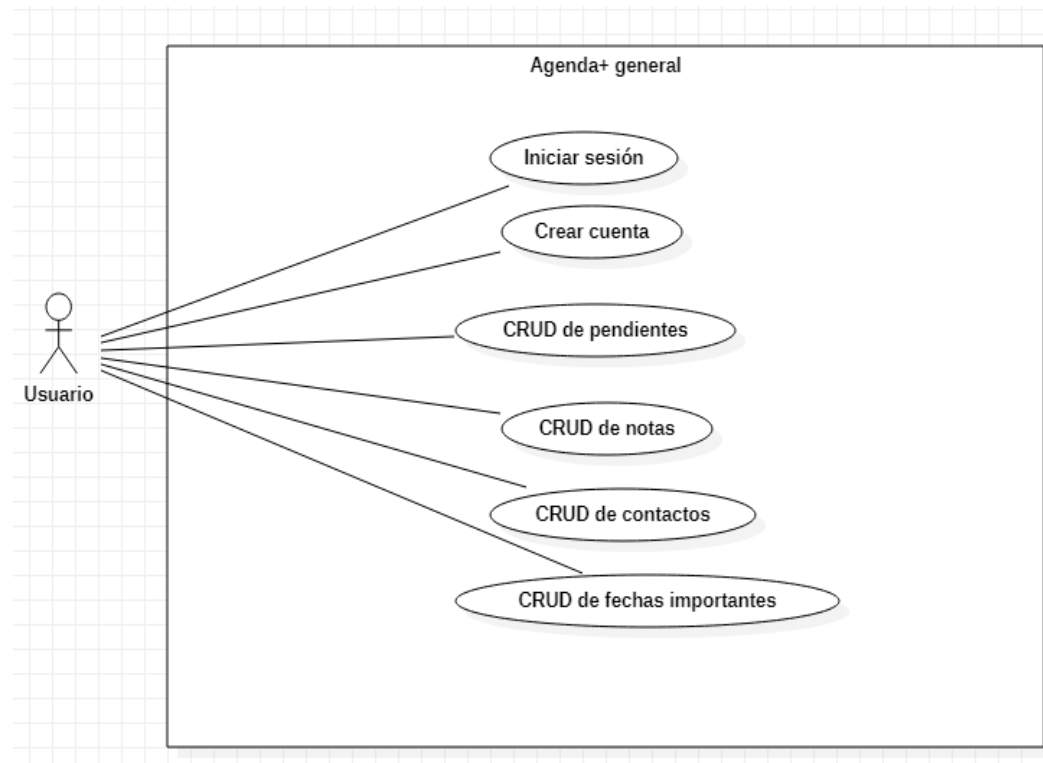 Agenda+ general
Iniciar sesión
Crear cuenta
CRUD de pendientes
Usuario
CRUD de notas
CRUD de contactos
CRUD de fechas importantes